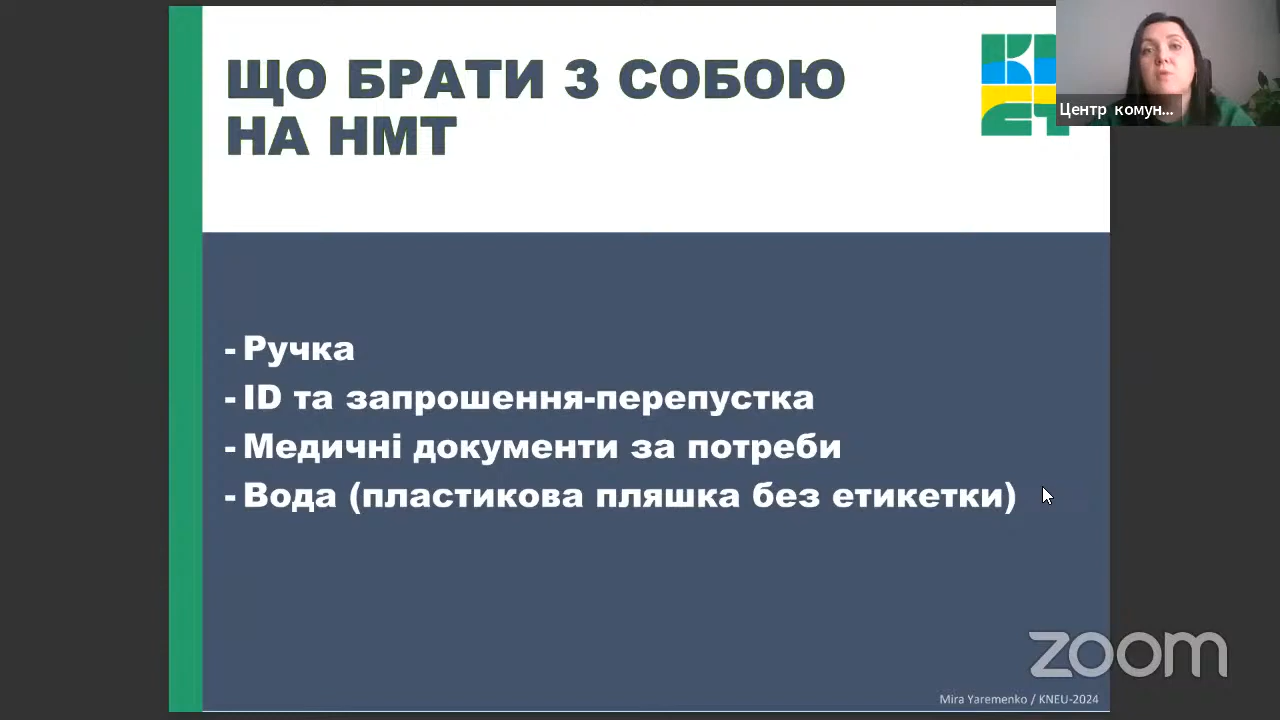 ЩО БРАТИ З СОБОЮ
НА НМТ
Центр комун...
- Ручка
- ID та запрошення-перепустка
- Медичні документи за потреби
- Вода (пластикова пляшка без етикетки)
zoom
Mira Yaremenko / KNEU-2024